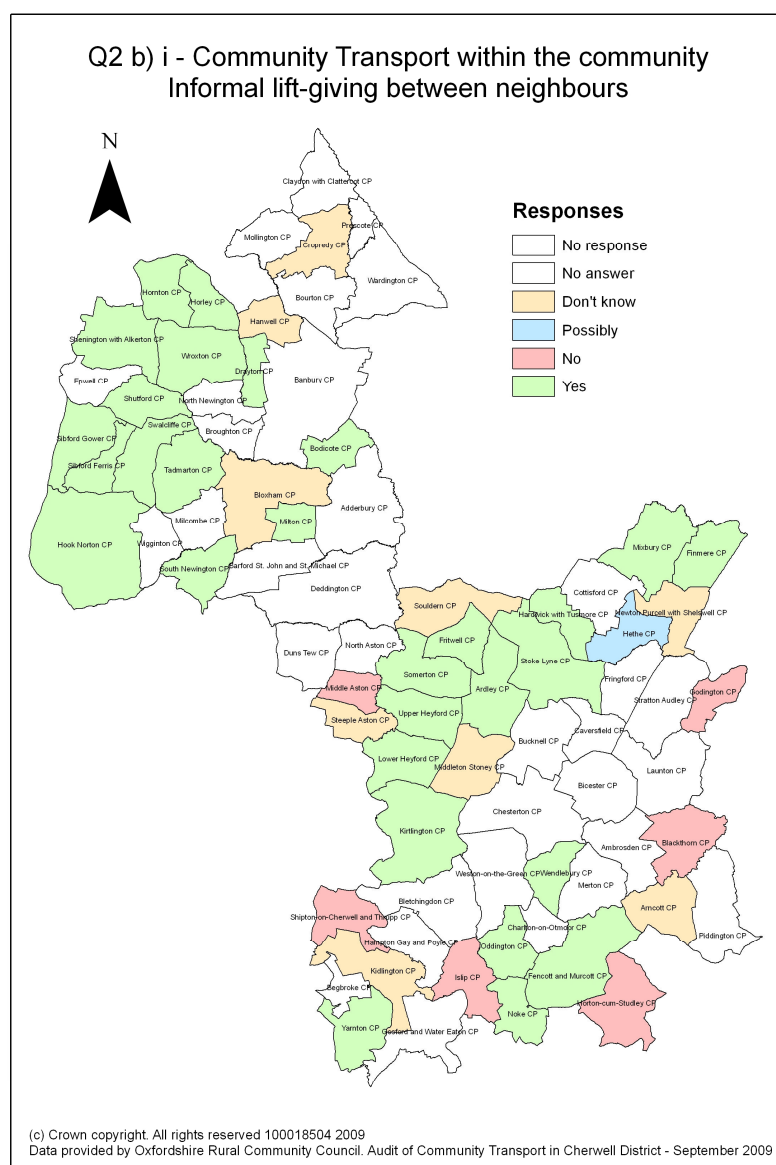 Q2 b) i - Community Transport within the community
Informal lift-giving between neighbours
N
Responses
No response
No answer
Don't know
Possibly
No
Yes
Claydon with Clattercot CP
Prescote CP
Mollington CP
Cropredy CP
Wardington CP
Bourton CP
Hornton CP
Horley CP
Hanwell CP
Shenington with Alkerton CP
Wroxton CP
Drayton CP
Banbury CP
Epwell CP
Shutford CP
North Newington CP
Swalcliffe CP
Broughton CP
Sibford Gower CP
Bodicote CP
Sibford Ferris CP
Tadmarton CP
Bloxham CP
Adderbury CP
Milcombe CP
Milton CP
Hook Norton CP
Wigginton CP
South Newington CP
Barford St. John and St. Michael CP
Deddington CP
Mixbury CP
Finmere CP
Cottisford CP
Souldern CP
Hardwick with Tusmore CP
Newton Purcell with Shelswell CP
Hethe CP
Fritwell CP
Duns Tew CP
North Aston CP
Stoke Lyne CP
Somerton CP
Fringford CP
Middle Aston CP
Ardley CP
Godington CP
Stratton Audley CP
Upper Heyford CP
Steeple Aston CP
Caversfield CP
Bucknell CP
Lower Heyford CP
Middleton Stoney CP
Launton CP
Bicester CP
Chesterton CP
Kirtlington CP
Blackthorn CP
Ambrosden CP
Weston-on-the-Green CP
Wendlebury CP
Merton CP
Bletchingdon CP
Arncott CP
Shipton-on-Cherwell and Thrupp CP
Charlton-on-Otmoor CP
Piddington CP
Hampton Gay and Poyle CP
Oddington CP
Kidlington CP
Islip CP
Fencott and Murcott CP
Begbroke CP
Horton-cum-Studley CP
Noke CP
Yarnton CP
Gosford and Water Eaton CP
(c) Crown copyright. All rights reserved 100018504 2009
Data provided by Oxfordshire Rural Community Council. Audit of Community Transport in Cherwell District - September 2009